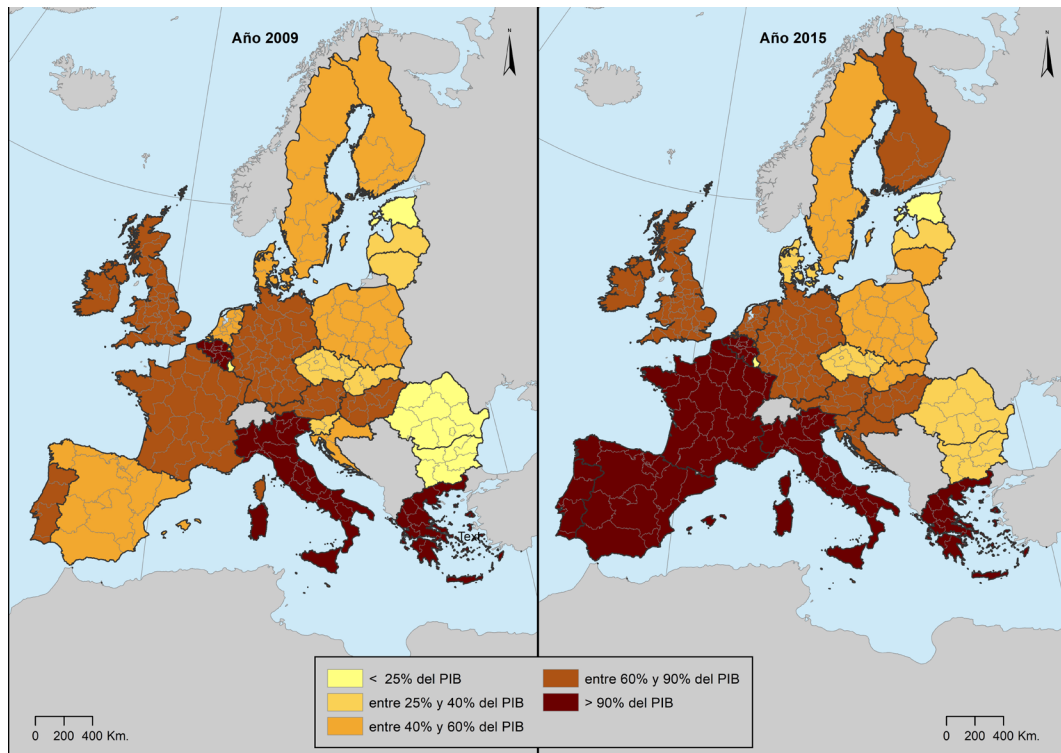 Año 2009
N
Año 2015
N
Text
< 25% del PIB
entre 25% y 40% del PIB
entre 40% y 60% del PIB
entre 60% y 90% del PIB
> 90% del PIB
0 200 400 Km.
0 200 400 Km.